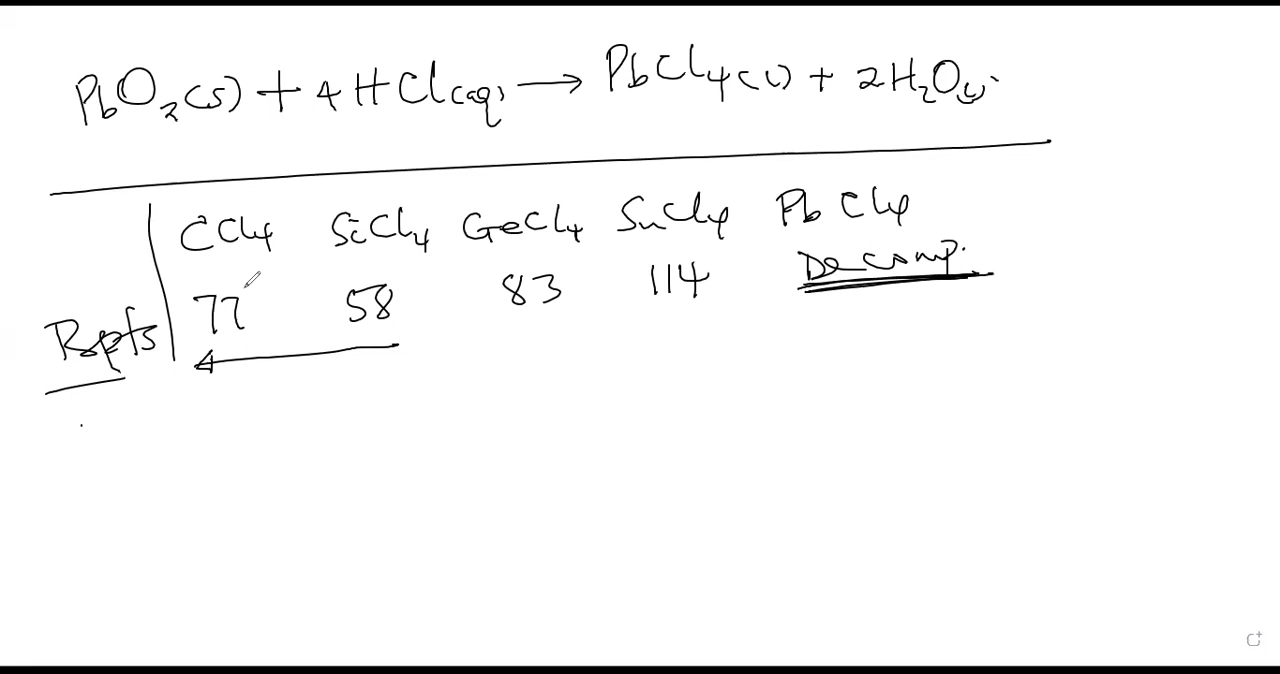 PbO₂(s) + 4HCl(aq) → PbCl₄(l) + 2H₂O(l).
CCl₄ SiCl₄ GeCl₄ SnCl₄ PbCl₄
Bpts 77 58 83 114 Decomp.